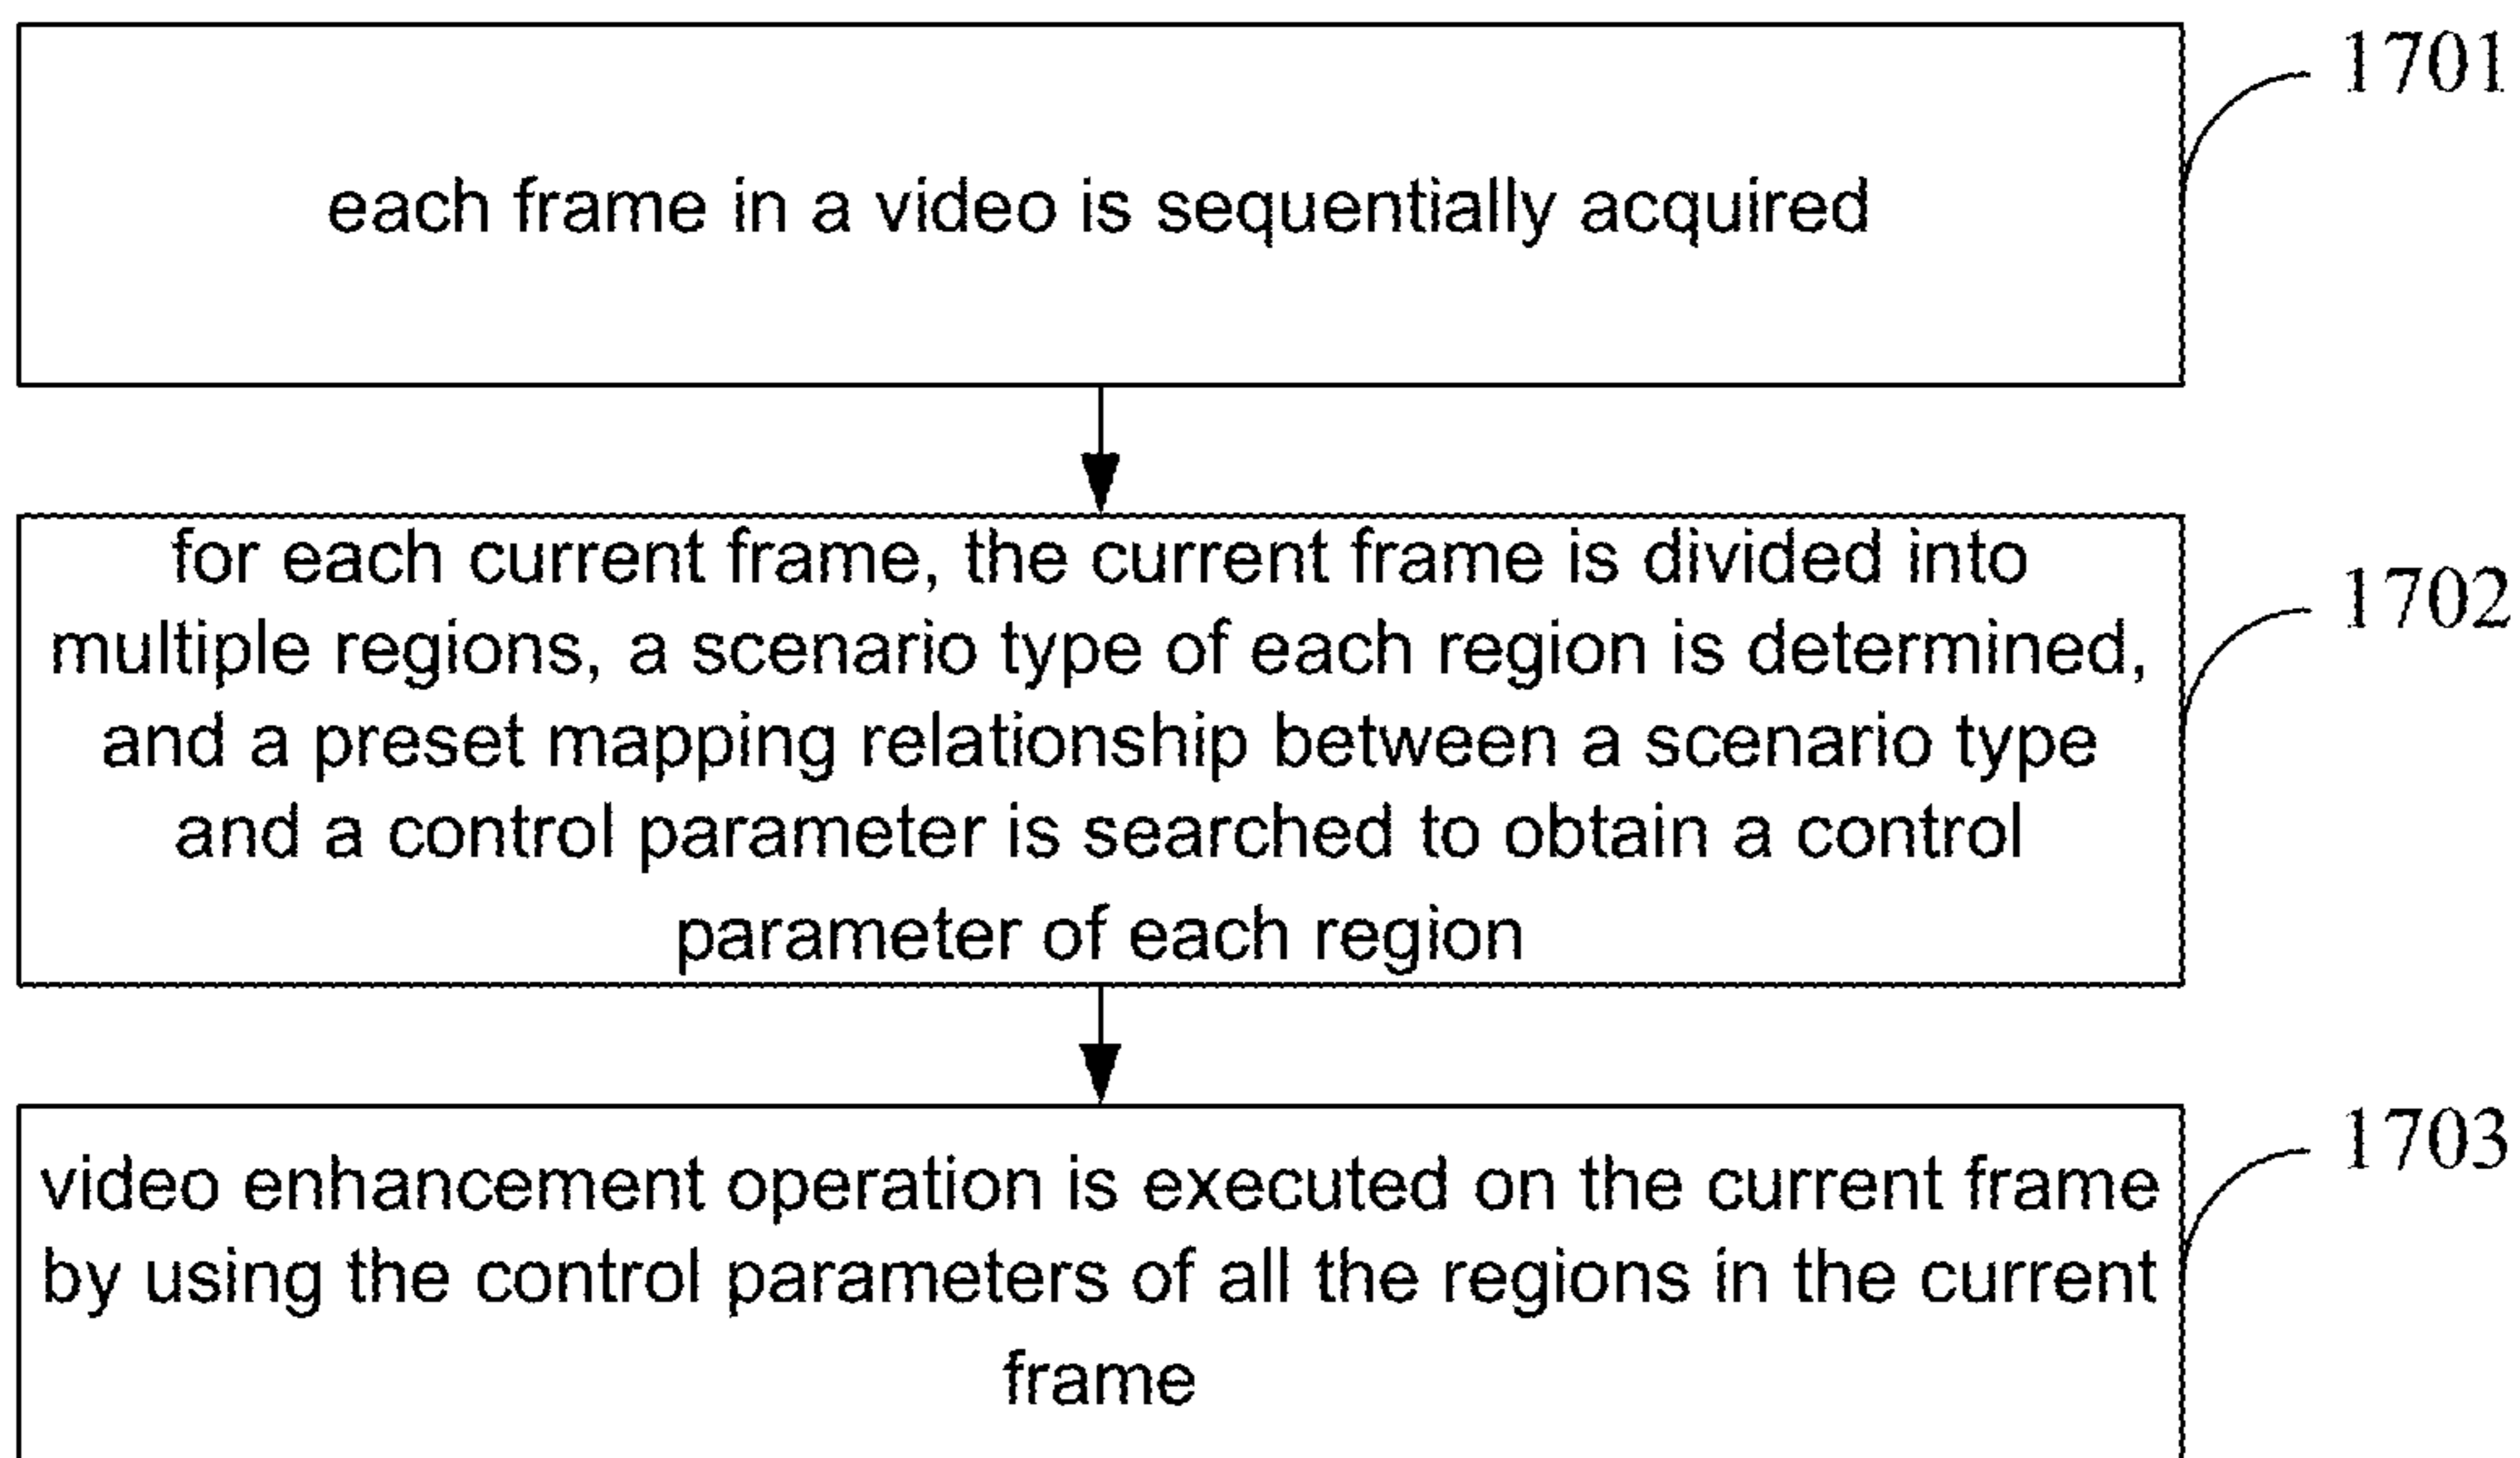 1701
each frame in a video is sequentially acquired
for each current frame, the current frame is divided into
1702
multiple regions, a scenario type of each region is determined,
and a preset mapping relationship between a scenario type
and a control parameter is searched to obtain a control
parameter of each region
1703
video enhancement operation is executed on the current frame
by using the control parameters of all the regions in the current
frame